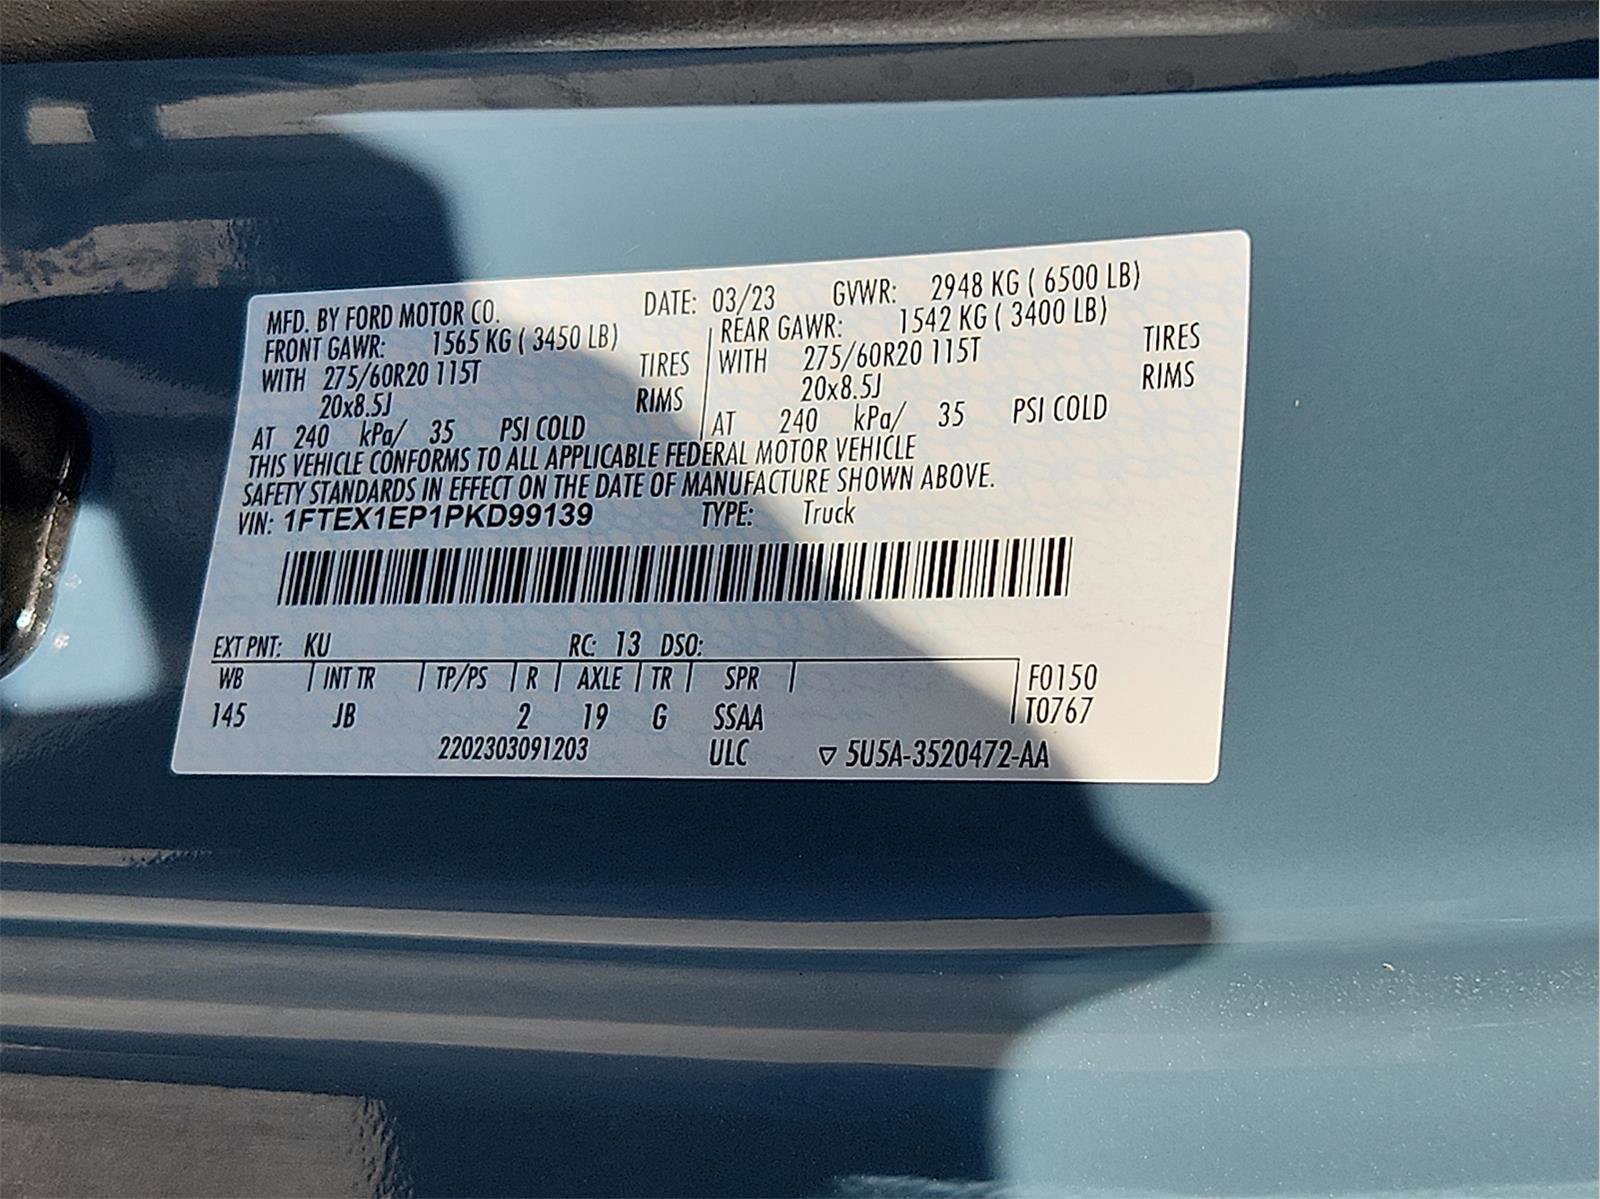 MFD. BY FORD MOTOR CO. DATE: 03/23 GVWR: 2948 KG ( 6500 LB)
FRONT GAWR: 1565 KG ( 3450 LB) REAR GAWR: 1542 KG ( 3400 LB)
WITH 275/60R20 115T TIRES WITH 275/60R20 115T TIRES
20x8.5J RIMS 20x8.5J RIMS
AT 240 kPa/ 35 PSI COLD AT 240 kPa/ 35 PSI COLD
THIS VEHICLE CONFORMS TO ALL APPLICABLE FEDERAL MOTOR VEHICLE
SAFETY STANDARDS IN EFFECT ON THE DATE OF MANUFACTURE SHOWN ABOVE.
VIN: 1FTEX1EP1PKD99139 TYPE: Truck
EXT PNT: KU RC: 13 DSO:
WB INT TR TP/PS R AXLE TR SPR F0150
145 JB 2 19 G SSAA T0767
2202303091203 ULC ▽ 5U5A-3520472-AA